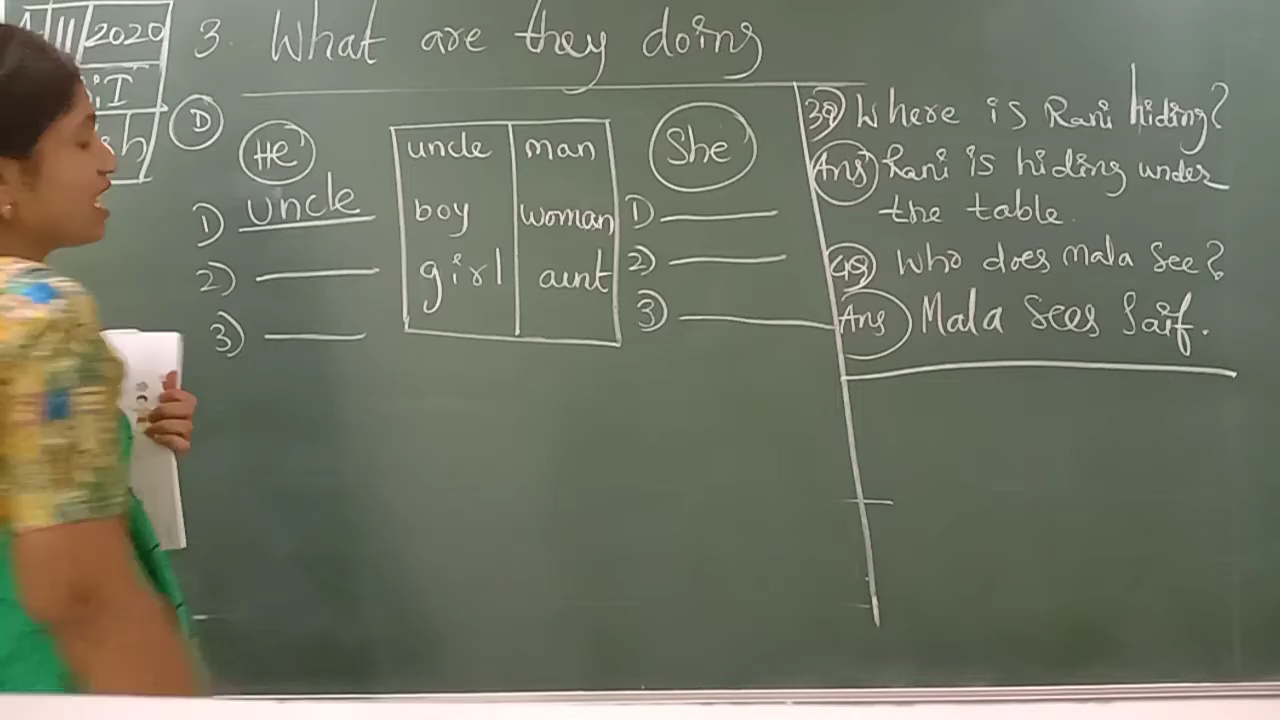 11/2020
I
sh
3. What are they doing
D
He
1) uncle
2)
3)
uncle man
boy woman
girl aunt
She
1)
2)
3)
3Q Where is Rani hiding?
Ans Rani is hiding under
the table.
4Q Who does Mala see?
Ans Mala sees Saif.